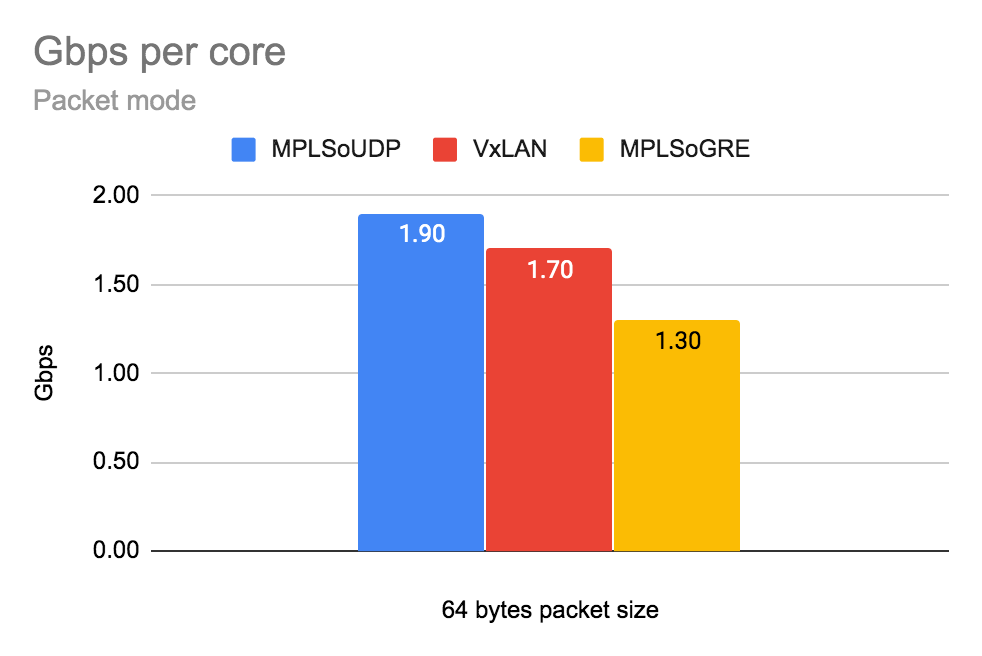 Gbps per core
Packet mode
MPLSoUDP VxLAN MPLSoGRE
2.00
1.90
1.70
1.50
1.30
1.00
Gbps
0.50
0.00
64 bytes packet size